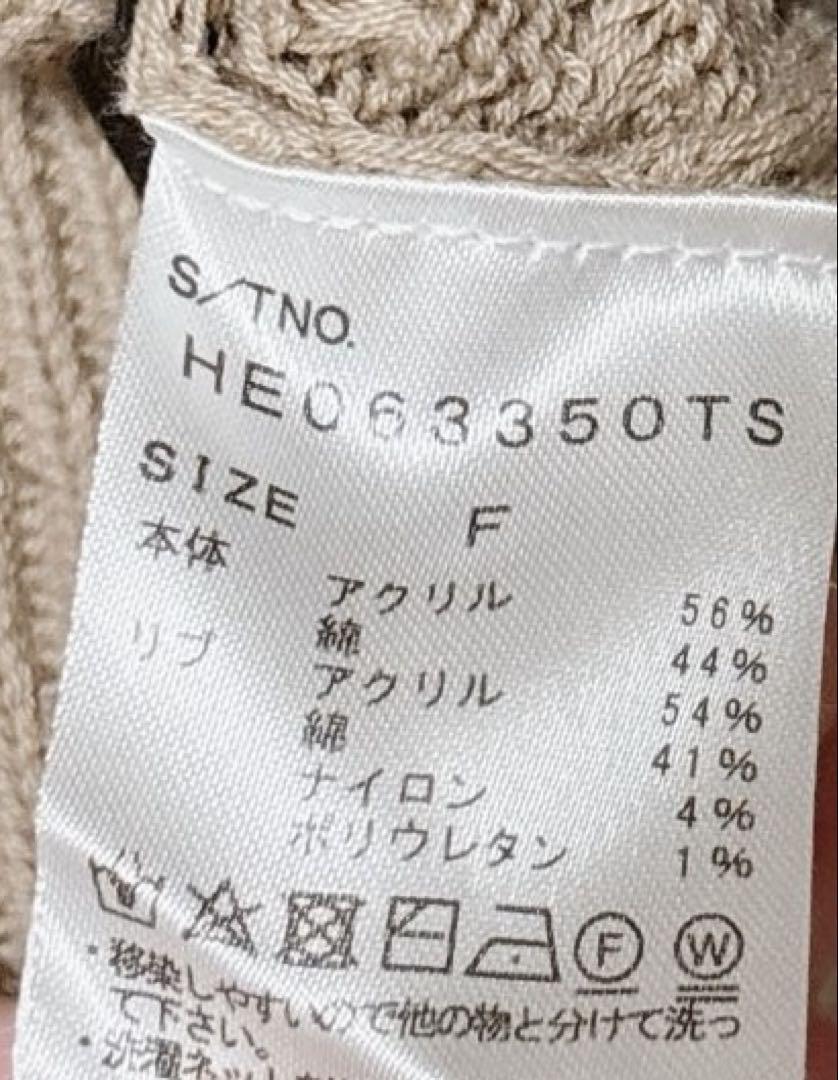 S/TNO.
HE063350TS
SIZE F
本体 アクリル 56%
綿 44%
リブ アクリル 54%
綿 41%
ナイロン 4%
ポリウレタン 1%
F W
・移染しやすいので他の物と分けて洗っ
て下さい。
・洗濯ネット